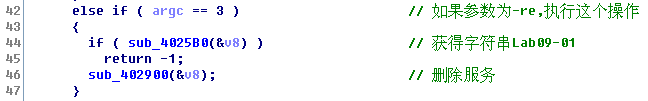 42 else if ( argc == 3 ) // 如果参数为-re,执行这个操作
43 {
44 if ( sub_4025B0(&v8) ) // 获得字符串Lab09-01
45 return -1;
46 sub_402900(&v8); // 删除服务
47 }